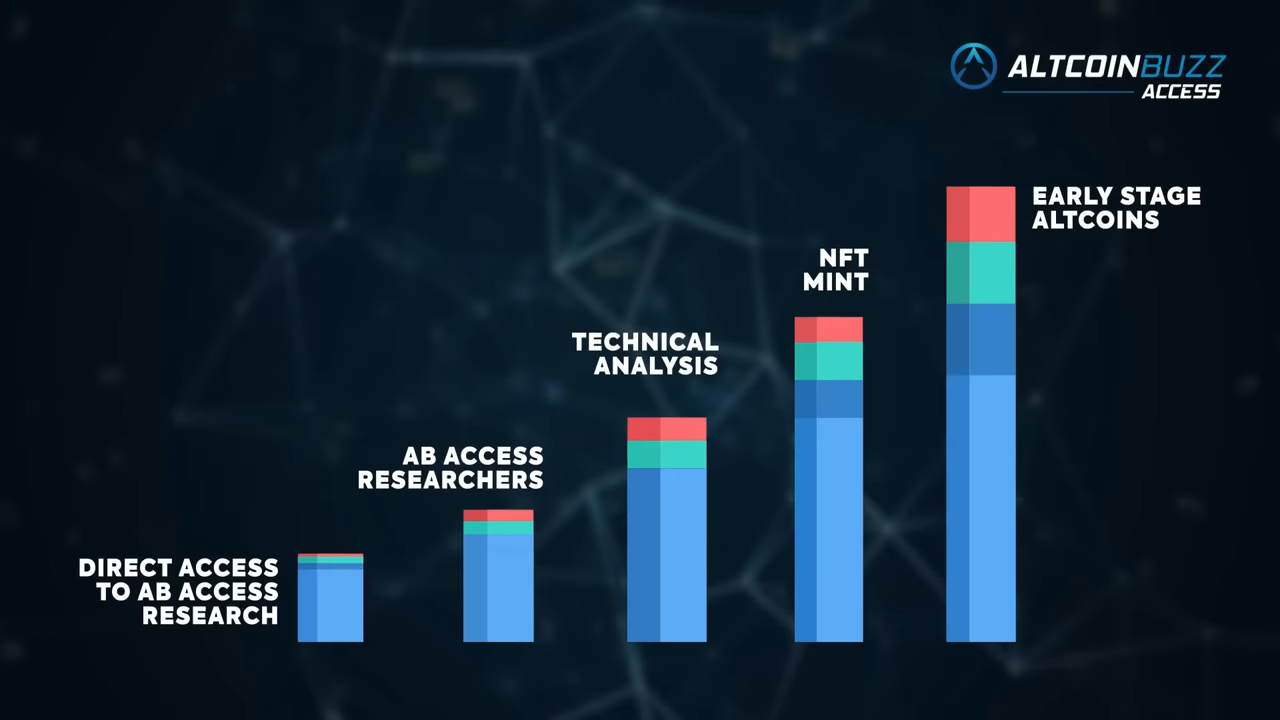 ALTCOINBUZZ
ACCESS
EARLY STAGE
ALTCOINS
NFT
MINT
TECHNICAL
ANALYSIS
AB ACCESS
RESEARCHERS
DIRECT ACCESS
TO AB ACCESS
RESEARCH